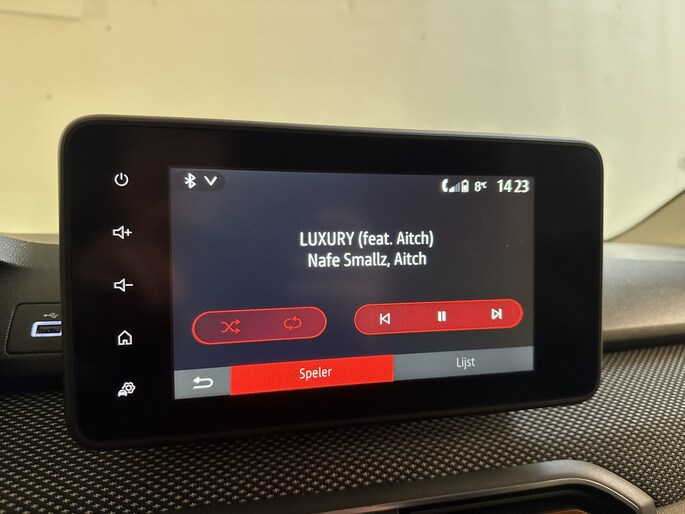 8°C 14 23
LUXURY (feat. Aitch)
Nafe Smallz, Aitch
Speler
Lijst